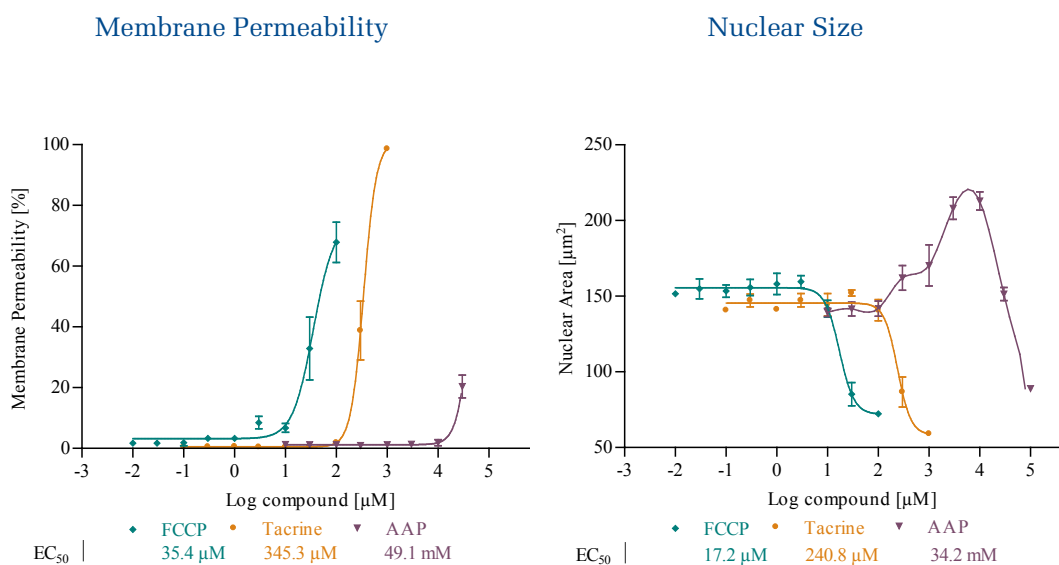 Membrane Permeability
100
80
60
40
20
0
Membrane Permeability [%]
-3 -2 -1 0 1 2 3 4 5
Log compound [µM]
FCCP Tacrine AAP
EC50 35.4 µM 345.3 µM 49.1 mM
Nuclear Size
250
200
150
100
50
Nuclear Area [µm²]
-3 -2 -1 0 1 2 3 4 5
Log compound [µM]
FCCP Tacrine AAP
EC50 17.2 µM 240.8 µM 34.2 mM